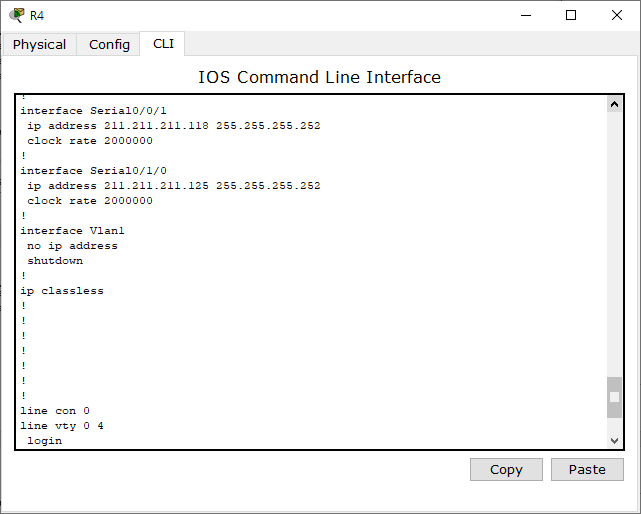 R4
Physical Config CLI
IOS Command Line Interface
!
interface Serial0/0/1
 ip address 211.211.211.118 255.255.255.252
 clock rate 2000000
!
interface Serial0/1/0
 ip address 211.211.211.125 255.255.255.252
 clock rate 2000000
!
interface Vlan1
 no ip address
 shutdown
!
ip classless
!
!
!
!
!
!
!
line con 0
line vty 0 4
 login
Copy Paste